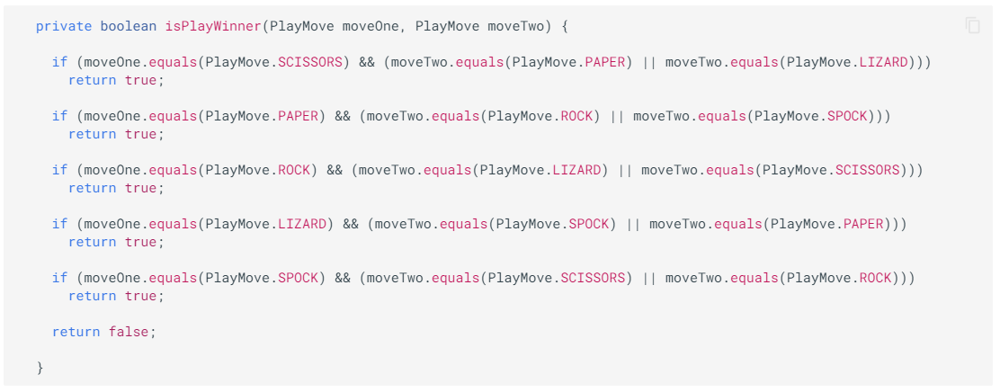 private boolean isPlayWinner(PlayMove moveOne, PlayMove moveTwo) {
if (moveOne.equals(PlayMove.SCISSORS) && (moveTwo.equals(PlayMove.PAPER) || moveTwo.equals(PlayMove.LIZARD)))
return true;
if (moveOne.equals(PlayMove.PAPER) && (moveTwo.equals(PlayMove.ROCK) || moveTwo.equals(PlayMove.SPOCK)))
return true;
if (moveOne.equals(PlayMove.ROCK) && (moveTwo.equals(PlayMove.LIZARD) || moveTwo.equals(PlayMove.SCISSORS)))
return true;
if (moveOne.equals(PlayMove.LIZARD) && (moveTwo.equals(PlayMove.SPOCK) || moveTwo.equals(PlayMove.PAPER)))
return true;
if (moveOne.equals(PlayMove.SPOCK) && (moveTwo.equals(PlayMove.SCISSORS) || moveTwo.equals(PlayMove.ROCK)))
return true;
return false;
}